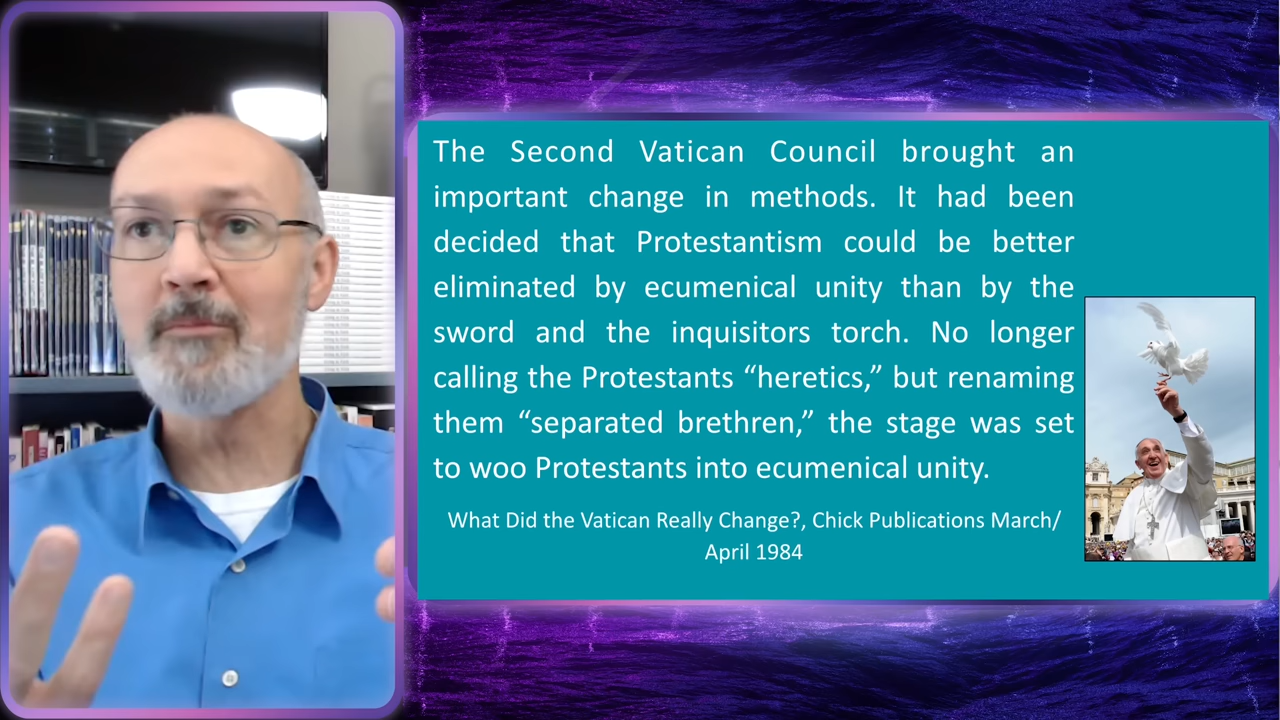 The Second Vatican Council brought an
important change in methods. It had been
decided that Protestantism could be better
eliminated by ecumenical unity than by the
sword and the inquisitors torch. No longer
calling the Protestants “heretics,” but renaming
them “separated brethren,” the stage was set
to woo Protestants into ecumenical unity.
What Did the Vatican Really Change?, Chick Publications March/
April 1984